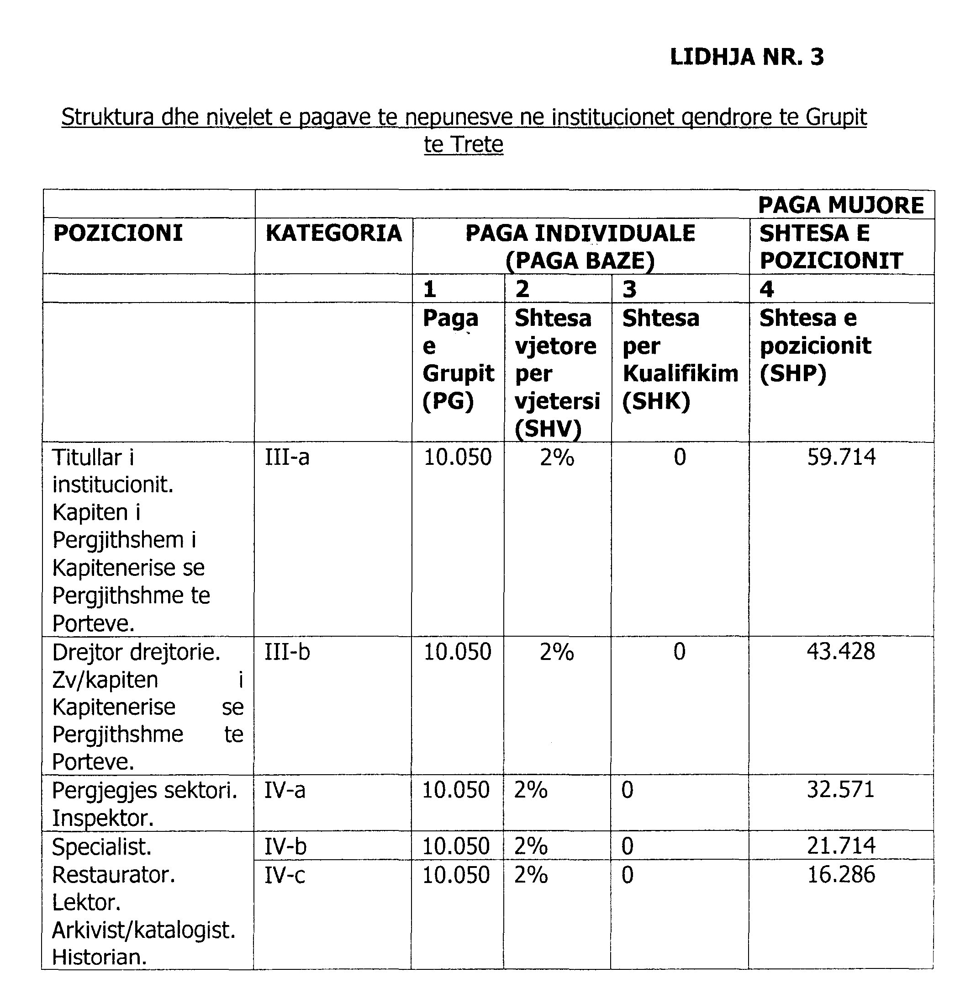 LIDHJA NR. 3
Struktura dhe nivelet e pagave te nepunesve ne institucionet qendrore te Grupit
te Trete
PAGA MUJORE
POZICIONI KATEGORIA PAGA INDIVIDUALE SHTESA E
(PAGA BAZE) POZICIONIT
1 2 3 4
Paga Shtesa Shtesa Shtesa e
e vjetore per pozicionit
Grupit per Kualifikim (SHP)
(PG) vjetersi (SHK)
(SHV)
Titullar i III-a 10.050 2% 0 59.714
institucionit.
Kapiten i
Pergjithshem i
Kapitenerise se
Pergjithshme te
Porteve.
Drejtor drejtorie. III-b 10.050 2% 0 43.428
Zv/kapiten i
Kapitenerise se
Pergjithshme te
Porteve.
Pergjegjes sektori. IV-a 10.050 2% 0 32.571
Inspektor.
Specialist. IV-b 10.050 2% 0 21.714
Restaurator. IV-c 10.050 2% 0 16.286
Lektor.
Arkivist/katalogist.
Historian.